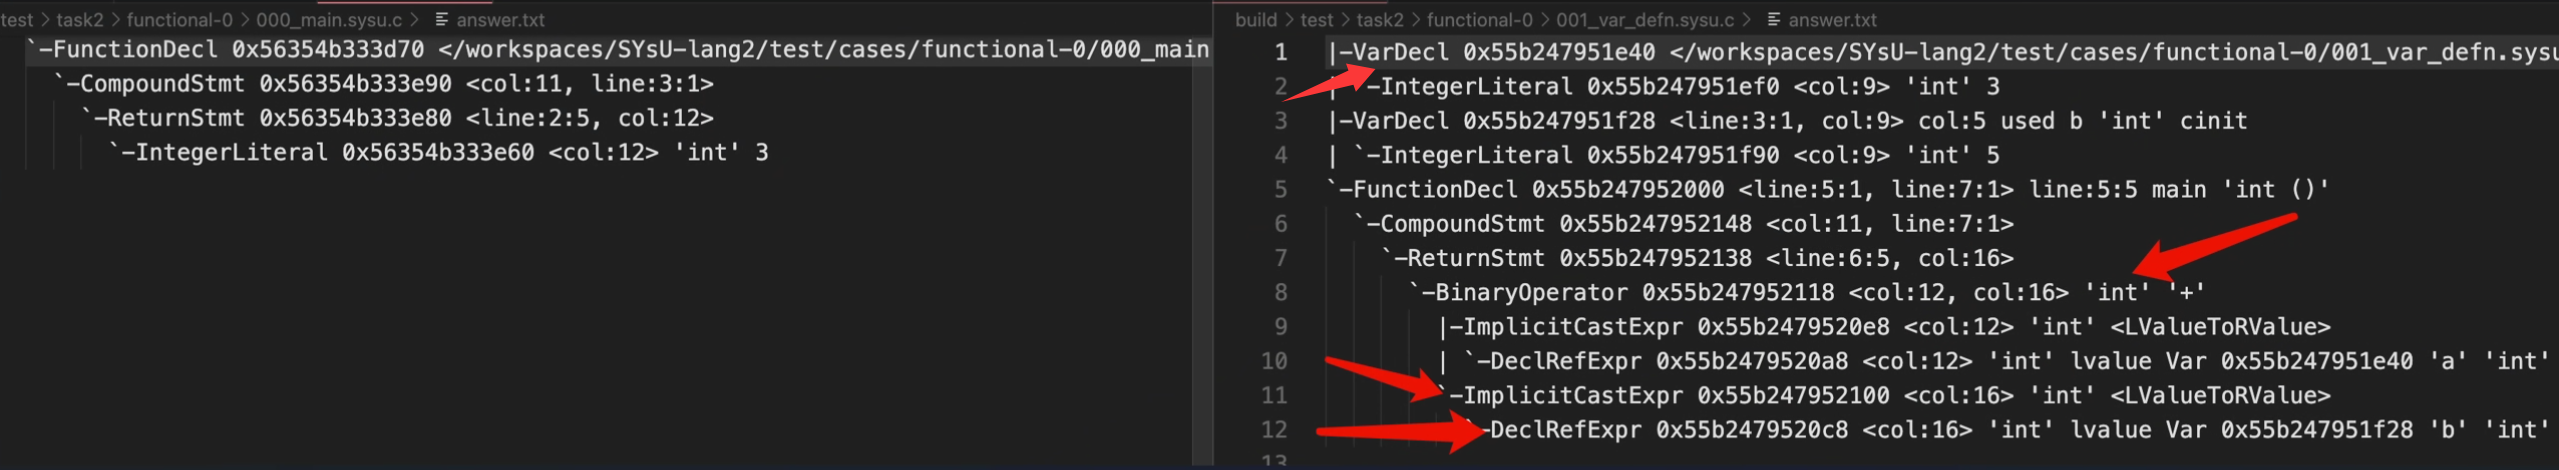 test > task2 > functional-0 > 000_main.sysu.c > answer.txt
`-FunctionDecl 0x56354b333d70 </workspaces/SYsU-lang2/test/cases/functional-0/000_main
`-CompoundStmt 0x56354b333e90 <col:11, line:3:1>
`-ReturnStmt 0x56354b333e80 <line:2:5, col:12>
`-IntegerLiteral 0x56354b333e60 <col:12> 'int' 3
build > test > task2 > functional-0 > 001_var_defn.sysu.c > answer.txt
1 |-VarDecl 0x55b247951e40 </workspaces/SYsU-lang2/test/cases/functional-0/001_var_defn.sysu
2 | `-IntegerLiteral 0x55b247951ef0 <col:9> 'int' 3
3 |-VarDecl 0x55b247951f28 <line:3:1, col:9> col:5 used b 'int' cinit
4 | `-IntegerLiteral 0x55b247951f90 <col:9> 'int' 5
5 `-FunctionDecl 0x55b247952000 <line:5:1, line:7:1> line:5:5 main 'int ()'
6 `-CompoundStmt 0x55b247952148 <col:11, line:7:1>
7 `-ReturnStmt 0x55b247952138 <line:6:5, col:16>
8 `-BinaryOperator 0x55b247952118 <col:12, col:16> 'int' '+'
9 |-ImplicitCastExpr 0x55b2479520e8 <col:12> 'int' <LValueToRValue>
10 | `-DeclRefExpr 0x55b2479520a8 <col:12> 'int' lvalue Var 0x55b247951e40 'a' 'int'
11 `-ImplicitCastExpr 0x55b247952100 <col:16> 'int' <LValueToRValue>
12 `-DeclRefExpr 0x55b2479520c8 <col:16> 'int' lvalue Var 0x55b247951f28 'b' 'int'
13